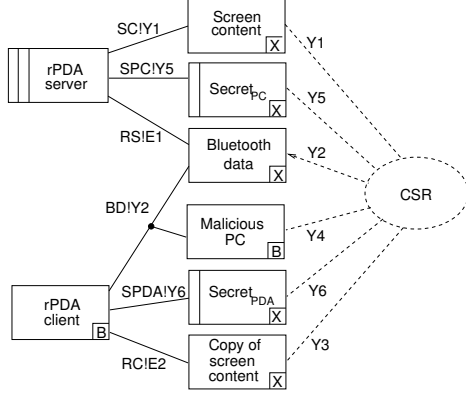 Screen
content
X
SC!Y1
Y1
rPDA
server
SPC!Y5
Secret PC
X
Y5
RS!E1
Bluetooth
data
X
Y2
CSR
BD!Y2
Malicious
PC
B
Y4
rPDA
client
B
SPDA!Y6
Secret PDA
X
Y6
RC!E2
Copy of
screen
content
X
Y3